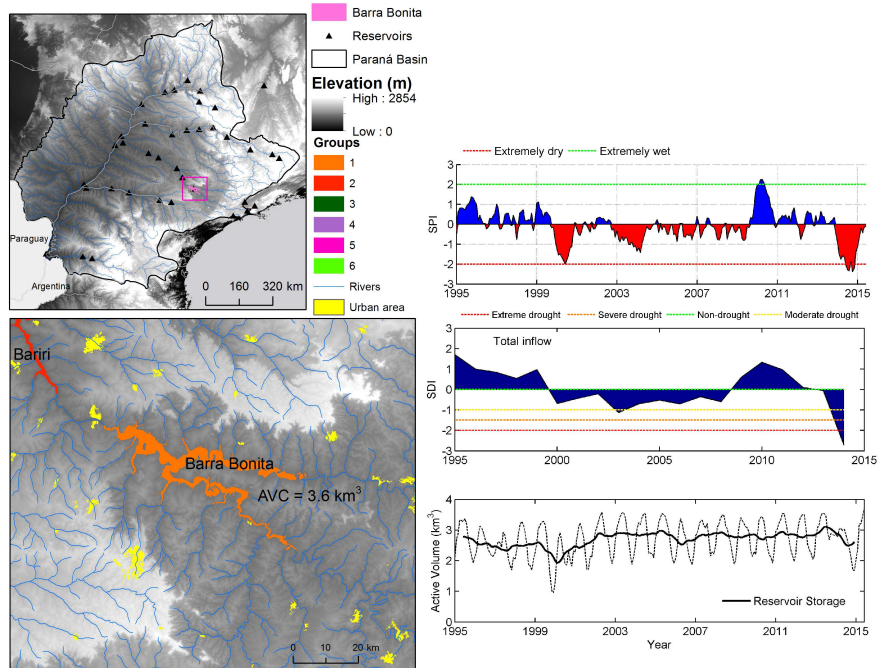 Barra Bonita
Reservoirs
Paraná Basin
Elevation (m)
High : 2854
Low : 0
Groups
1
2
3
4
5
6
Rivers
Urban area
Paraguay
Argentina
0 160 320 km
Bariri
Barra Bonita
AVC = 3.6 km³
0 10 20 km
Extremely dry
Extremely wet
3
2
1
0
-1
-2
-3
SPI
1995 1999 2003 2007 2011 2015
Extreme drought
Severe drought
Non-drought
Moderate drought
Total inflow
3
2
1
0
-1
-2
-3
SDI
1995 2000 2005 2010 2015
4
3
2
1
0
Active Volume (km³)
Reservoir Storage
1995 1999 2003 2007 2011 2015
Year